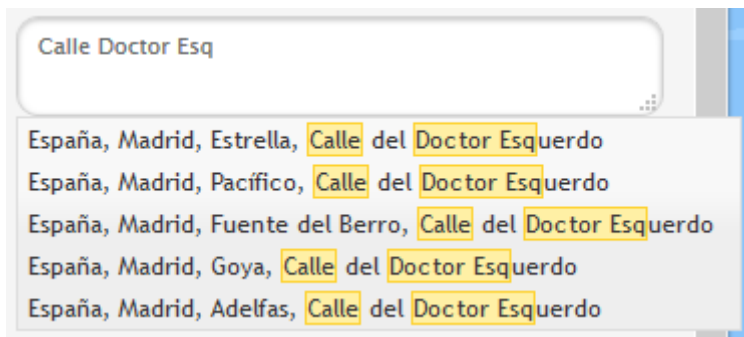 Calle Doctor Esq
España, Madrid, Estrella, Calle del Doctor Esquerdo
España, Madrid, Pacífico, Calle del Doctor Esquerdo
España, Madrid, Fuente del Berro, Calle del Doctor Esquerdo
España, Madrid, Goya, Calle del Doctor Esquerdo
España, Madrid, Adelfas, Calle del Doctor Esquerdo